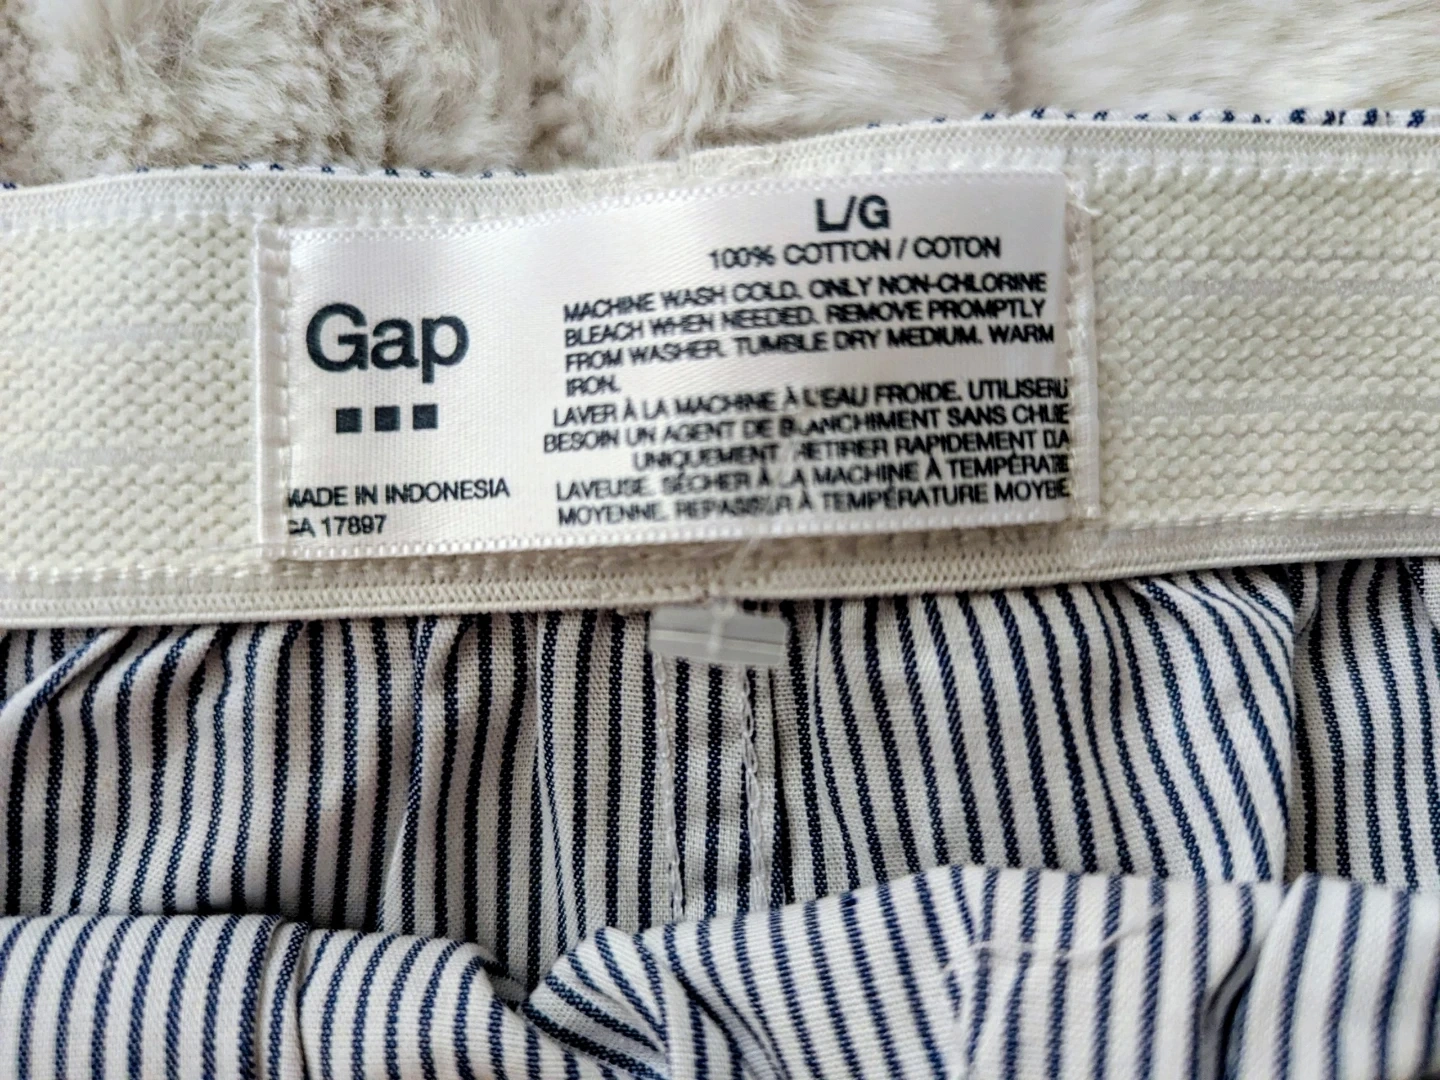 Gap
MADE IN INDONESIA
CA 17897
L/G
100% COTTON / COTON
MACHINE WASH COLD. ONLY NON-CHLORINE
BLEACH WHEN NEEDED. REMOVE PROMPTLY
FROM WASHER. TUMBLE DRY MEDIUM. WARM
IRON.
LAVER À LA MACHINE À L'EAU FROIDE. UTILISER
BESOIN UN AGENT DE BLANCHIMENT SANS
UNIQUEMENT. RETIRER RAPIDEMENT
LAVEUSE. SÉCHER À LA MACHINE À
MOYENNE. REPASSER À TEMPÉRATURE